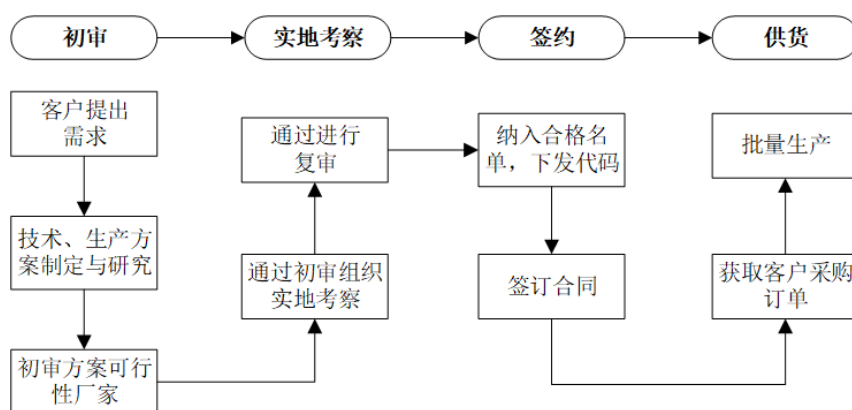 初审
实地考察
签约
供货
客户提出
需求
技术、生产方
案制定与研究
初审方案可行
性厂家
通过进行
复审
通过初审组织
实地考察
纳入合格名
单，下发代码
签订合同
批量生产
获取客户采购
订单